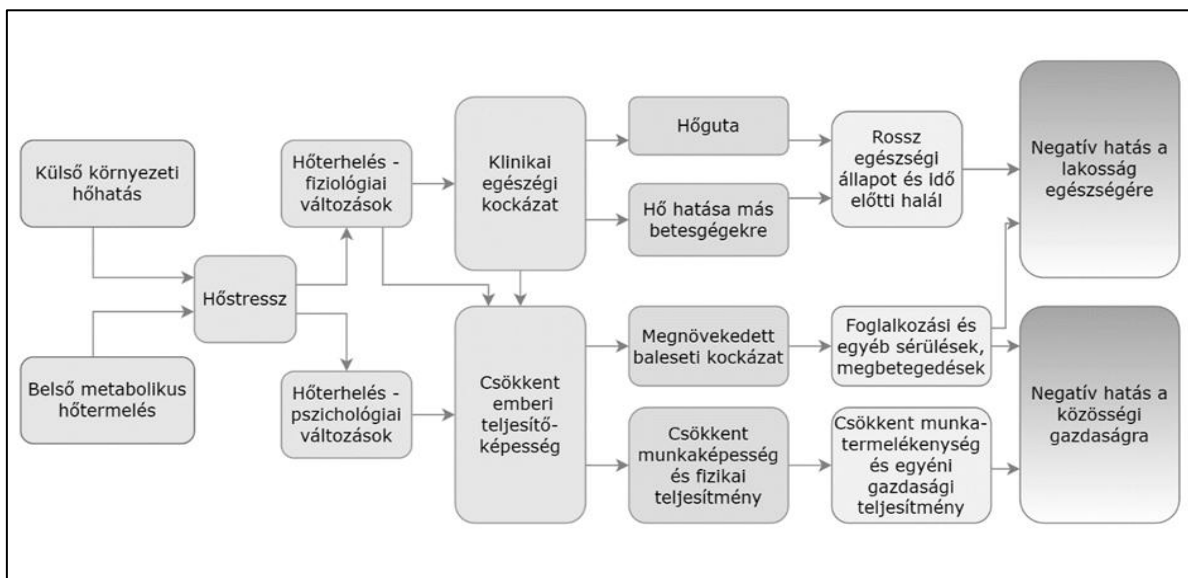 Külső környezeti
hőhatás
Belső metabolikus
hőtermelés
Hőstressz
Hőterhelés -
fiziológiai
változások
Hőterhelés -
pszichológiai
változások
Klinikai
egészégi
kockázat
Csökkent
emberi
teljesítő-
képesség
Hőguta
Hő hatása más
betesgégekre
Megnövekedett
baleseti kockázat
Csökkent
munkaképesség
és fizikai
teljesítmény
Rossz
egészségi
állapot és idő
előtti halál
Foglalkozási és
egyéb sérülések,
megbetegedések
Csökkent munka-
termelékenység
és egyéni
gazdasági
teljesítmény
Negatív hatás a
lakosság
egészségére
Negatív hatás a
közösségi
gazdaságra